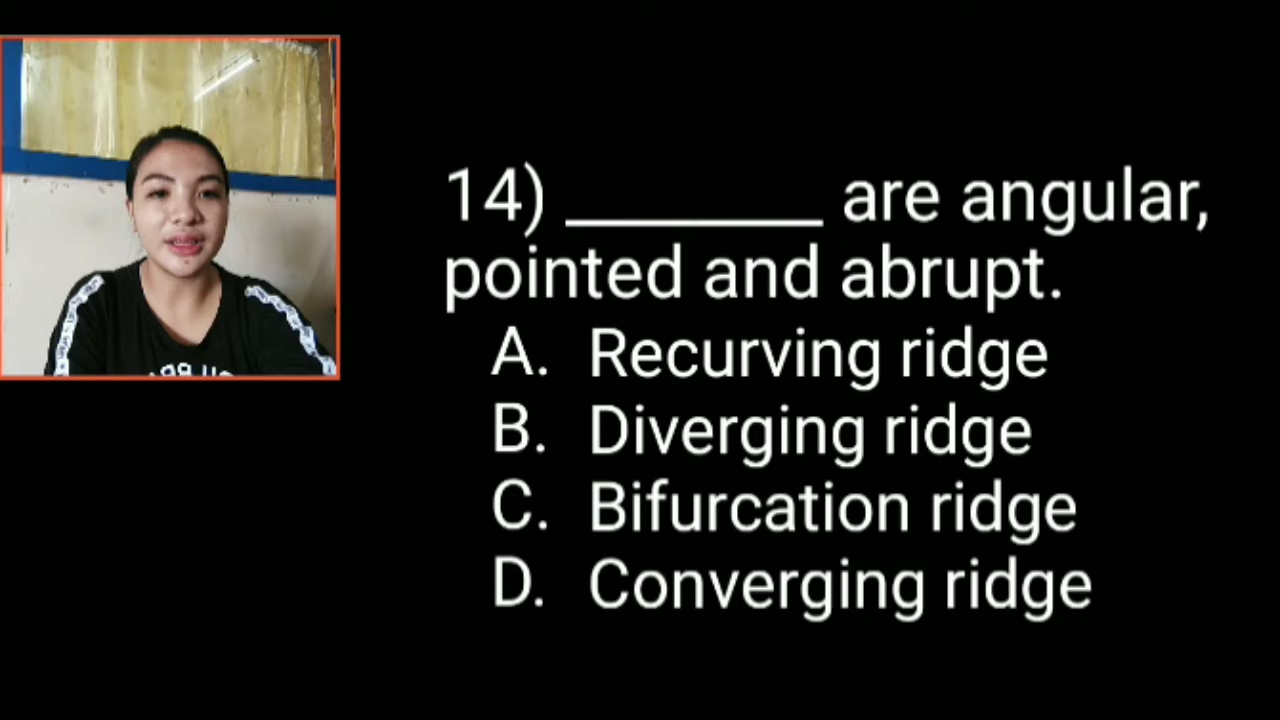 14) ________ are angular,
pointed and abrupt.
A. Recurving ridge
B. Diverging ridge
C. Bifurcation ridge
D. Converging ridge